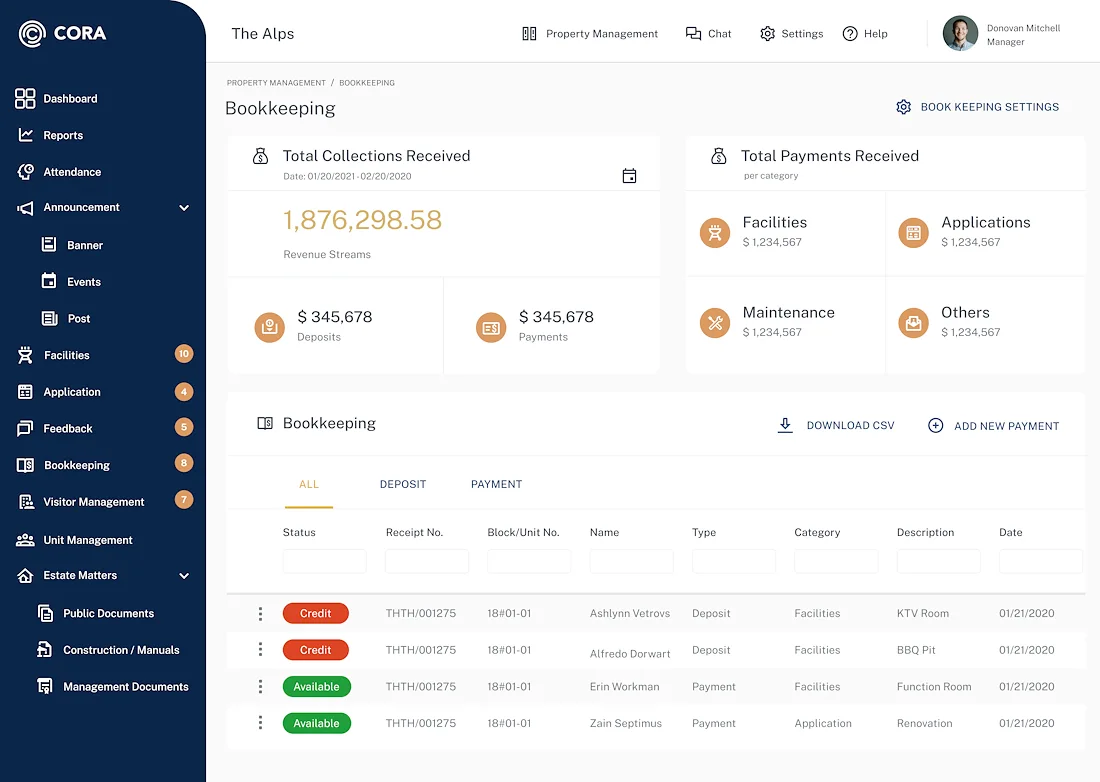 CORA
The Alps
Property Management
Chat
Settings
Help
Donovan Mitchell
Manager
Dashboard
Reports
Attendance
Announcement
Banner
Events
Post
Facilities 10
Application 4
Feedback 5
Bookkeeping 8
Visitor Management 7
Unit Management
Estate Matters
Public Documents
Construction / Manuals
Management Documents
PROPERTY MANAGEMENT / BOOKKEEPING
Bookkeeping
BOOK KEEPING SETTINGS
Total Collections Received
Date: 01/20/2021 - 02/20/2020
1,876,298.58
Revenue Streams
$ 345,678
Deposits
$ 345,678
Payments
Total Payments Received
per category
Facilities
$ 1,234,567
Applications
$ 1,234,567
Maintenance
$ 1,234,567
Others
$ 1,234,567
Bookkeeping
DOWNLOAD CSV
ADD NEW PAYMENT
ALL DEPOSIT PAYMENT
Status Receipt No. Block/Unit No. Name Type Category Description Date
Credit THTH/001275 18#01-01 Ashlynn Vetrovs Deposit Facilities KTV Room 01/21/2020
Credit THTH/001275 18#01-01 Alfredo Dorwart Deposit Facilities BBQ Pit 01/21/2020
Available THTH/001275 18#01-01 Erin Workman Payment Facilities Function Room 01/21/2020
Available THTH/001275 18#01-01 Zain Septimus Payment Application Renovation 01/21/2020